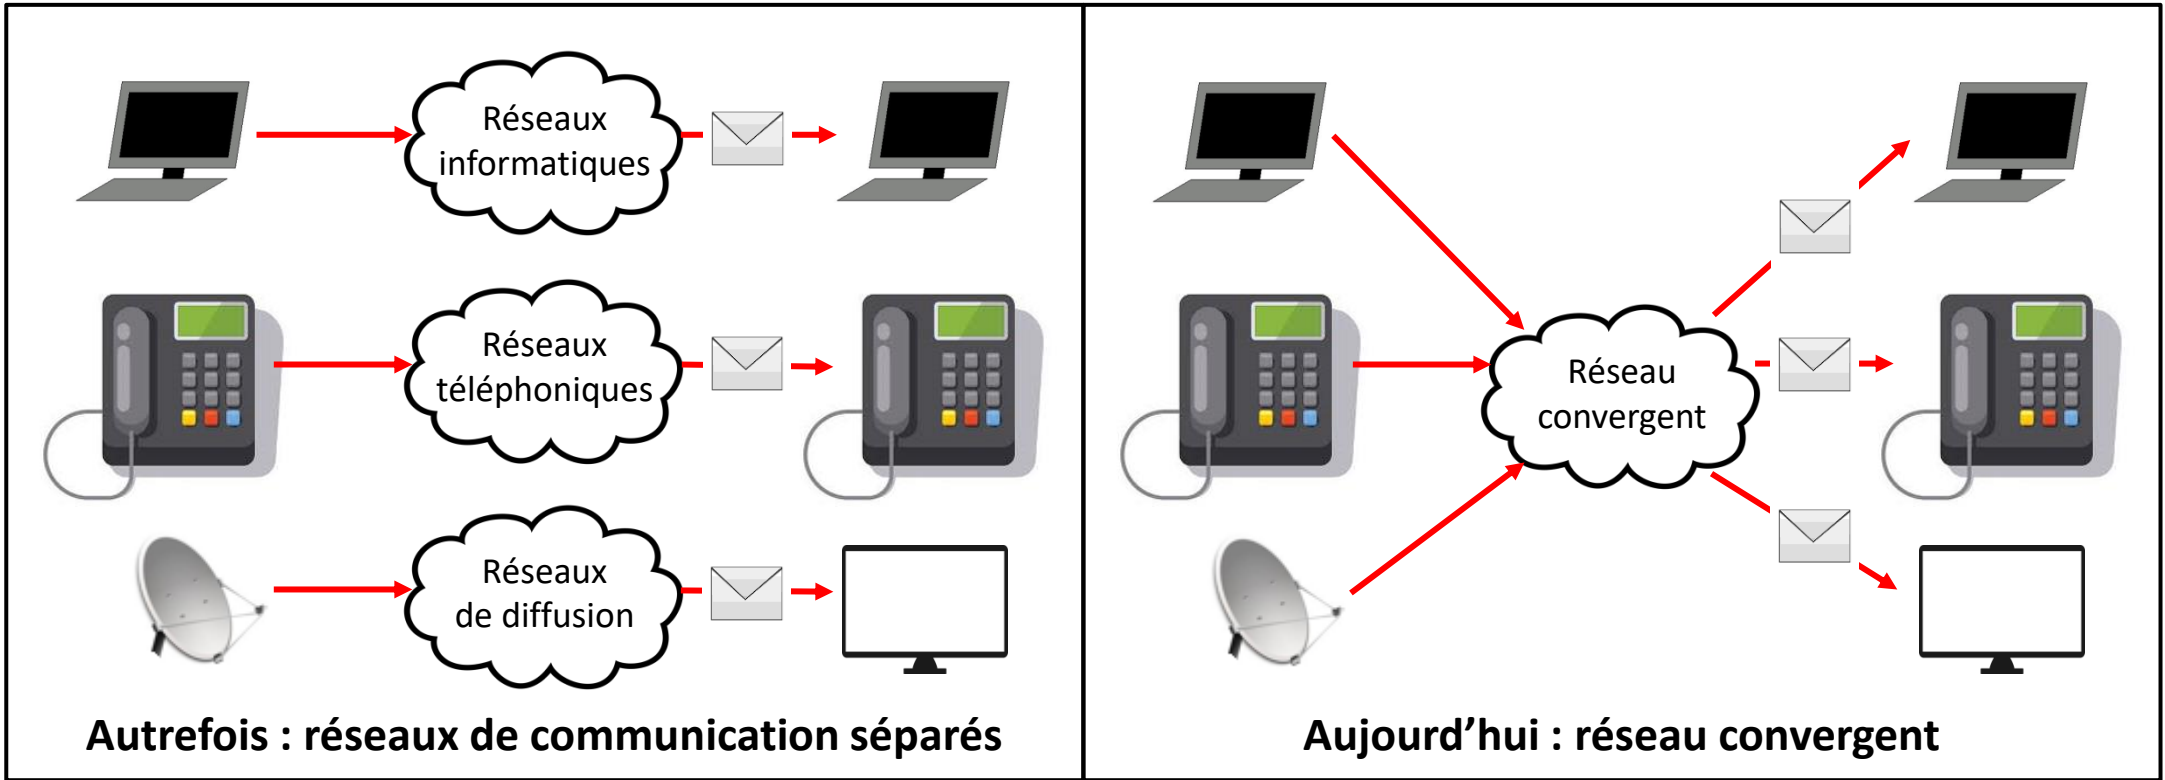 Réseaux
informatiques
Réseaux
téléphoniques
Réseaux
de diffusion
Autrefois : réseaux de communication séparés
Réseau
convergent
Aujourd’hui : réseau convergent